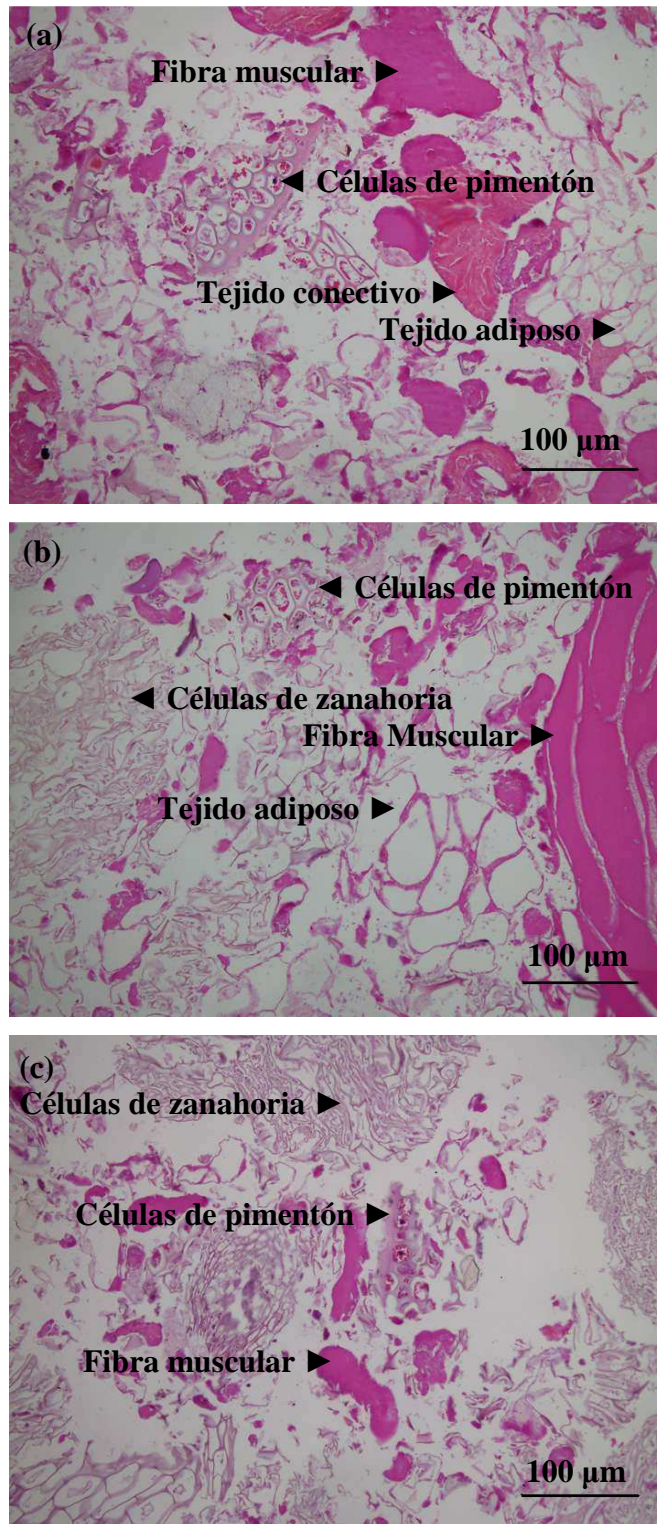 (a)
Fibra muscular ►
◄ Células de pimentón
Tejido conectivo ►
Tejido adiposo ►
100 µm
(b)
◄ Células de pimentón
◄ Células de zanahoria
Fibra Muscular ►
Tejido adiposo ►
100 µm
(c)
Células de zanahoria ►
Células de pimentón ►
Fibra muscular ►
100 µm